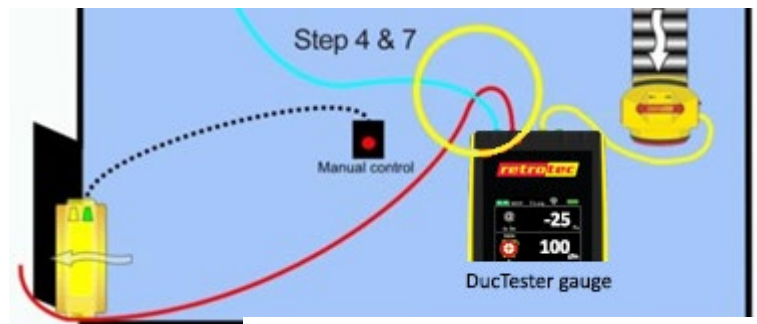 Step 4 & 7
Manual control
retrotec
-25
100
DucTester gauge